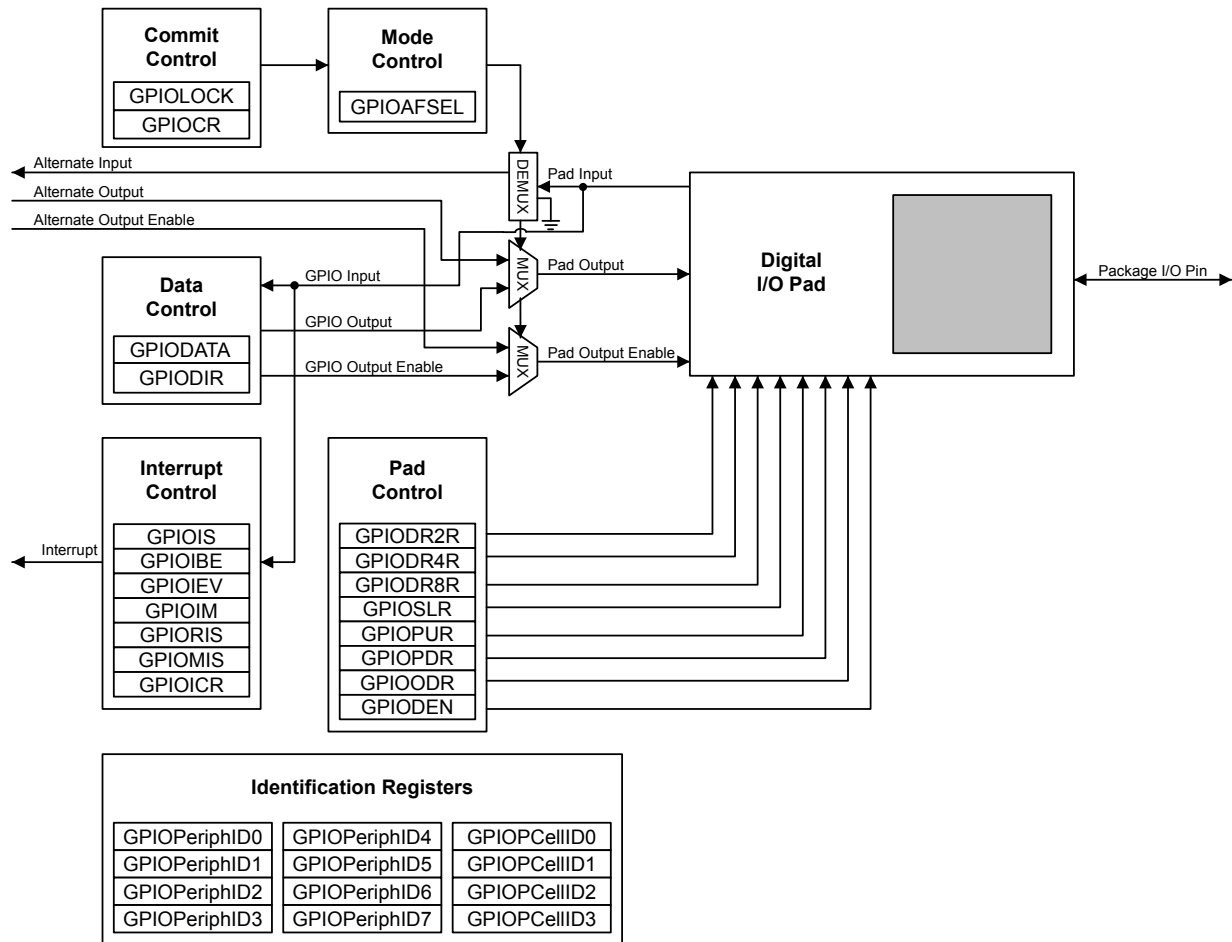 Commit
Control
GPIOLOCK
GPIOCR
Mode
Control
GPIOAFSEL
Alternate Input
Alternate Output
Alternate Output Enable
DEMUX
Pad Input
MUX
Pad Output
MUX
Pad Output Enable
Digital
I/O Pad
Package I/O Pin
Data
Control
GPIODATA
GPIODIR
GPIO Input
GPIO Output
GPIO Output Enable
Interrupt
Control
GPIOIS
GPIOIBE
GPIOIEV
GPIOIM
GPIORIS
GPIOMIS
GPIOICR
Interrupt
Pad
Control
GPIODR2R
GPIODR4R
GPIODR8R
GPIOSLR
GPIOPUR
GPIOPDR
GPIOODR
GPIODEN
Identification Registers
GPIOPeriphID0
GPIOPeriphID1
GPIOPeriphID2
GPIOPeriphID3
GPIOPeriphID4
GPIOPeriphID5
GPIOPeriphID6
GPIOPeriphID7
GPIOPCellID0
GPIOPCellID1
GPIOPCellID2
GPIOPCellID3